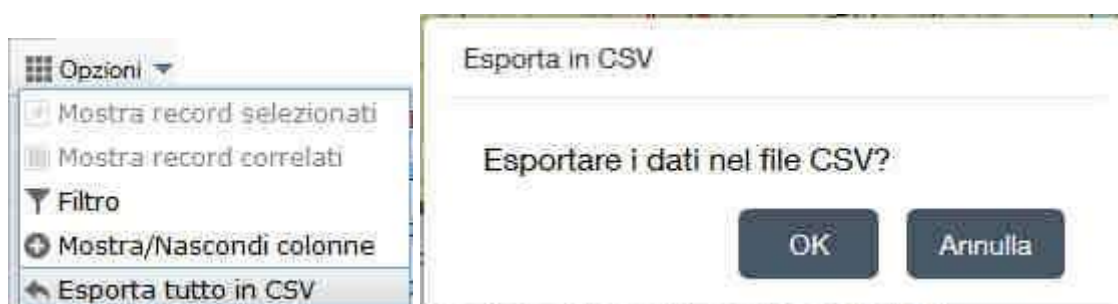 Opzioni
Mostra record selezionati
Mostra record correlati
Filtro
Mostra/Nascondi colonne
Esporta tutto in CSV
Esporta in CSV
Esportare i dati nel file CSV?
OK
Annulla